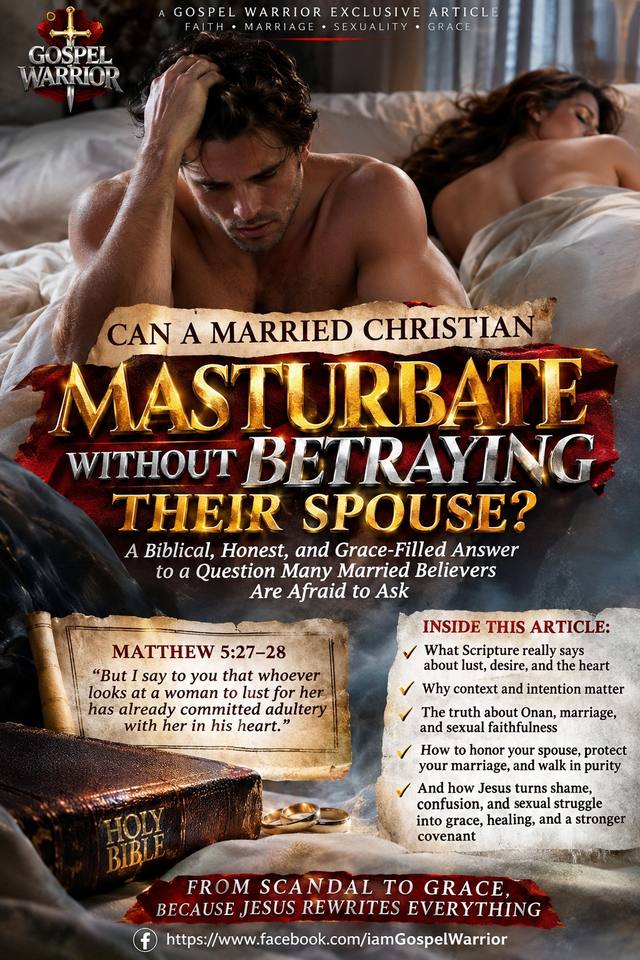 A GOSPEL WARRIOR EXCLUSIVE ARTICLE
FAITH • MARRIAGE • SEXUALITY • GRACE
GOSPEL
WARRIOR
CAN A MARRIED CHRISTIAN
MASTURBATE
WITHOUT BETRAYING
THEIR SPOUSE?
A Biblical, Honest, and Grace-Filled Answer
to a Question Many Married Believers
Are Afraid to Ask
MATTHEW 5:27–28
“But I say to you that whoever
looks at a woman to lust for her
has already committed adultery
with her in his heart.”
INSIDE THIS ARTICLE:
✓ What Scripture really says
about lust, desire, and the heart
✓ Why context and intention matter
✓ The truth about Onan, marriage,
and sexual faithfulness
✓ How to honor your spouse, protect
your marriage, and walk in purity
✓ And how Jesus turns shame,
confusion, and sexual struggle
into grace, healing, and a stronger
covenant
HOLY
BIBLE
FROM SCANDAL TO GRACE,
BECAUSE JESUS REWRITES EVERYTHING
https://www.facebook.com/iamGospelWarrior